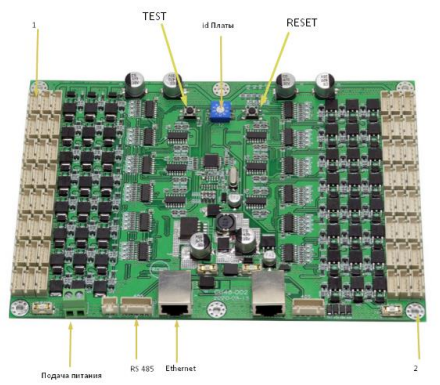 TEST
id Платы
RESET
1
RS 485
Ethernet
2
Подача питания